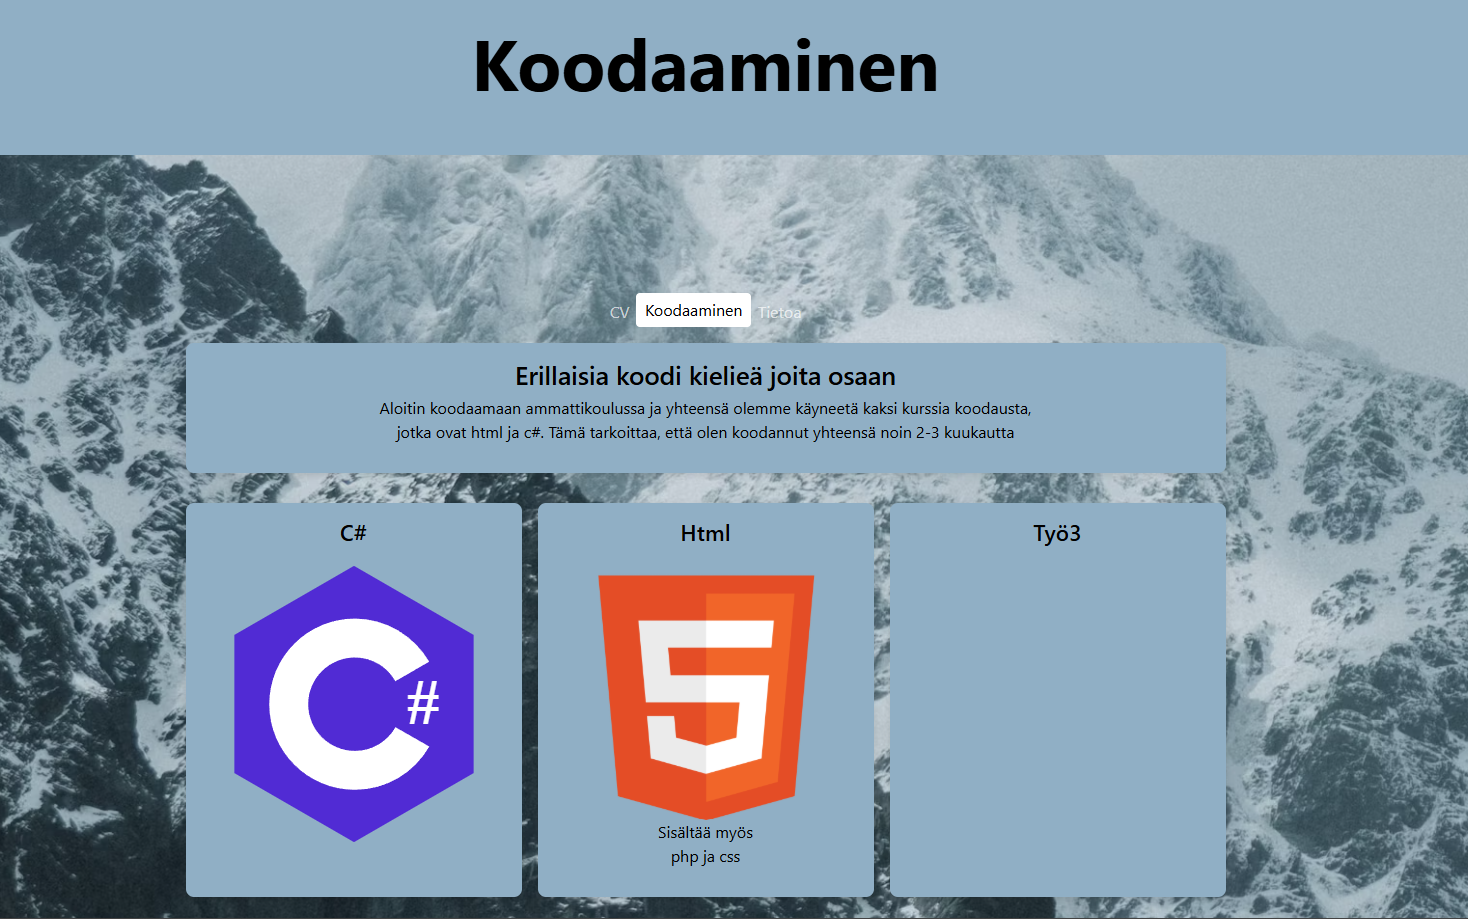 Koodaaminen
CV Koodaaminen Tietoa
Erillaisia koodi kielieä joita osaan
Aloitin koodaamaan ammattikoulussa ja yhteensä olemme käyneetä kaksi kurssia koodausta,
jotka ovat html ja c#. Tämä tarkoittaa, että olen koodannut yhteensä noin 2-3 kuukautta
C#
C#
Html
5
Sisältää myös
php ja css
Työ3